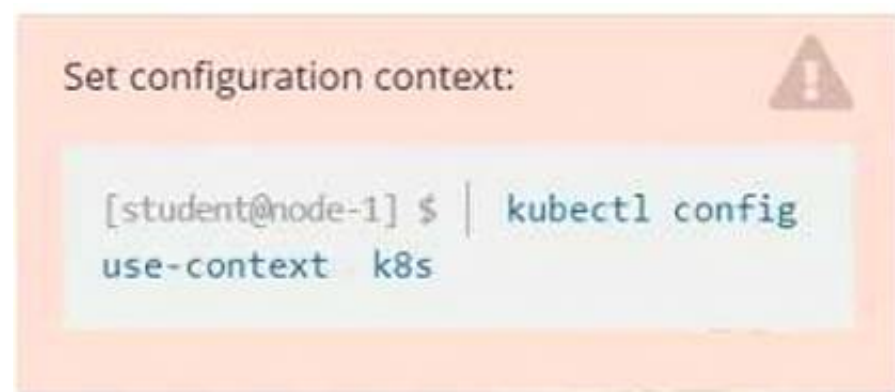 Set configuration context:
[student@node-1] $ | kubectl config
use-context k8s